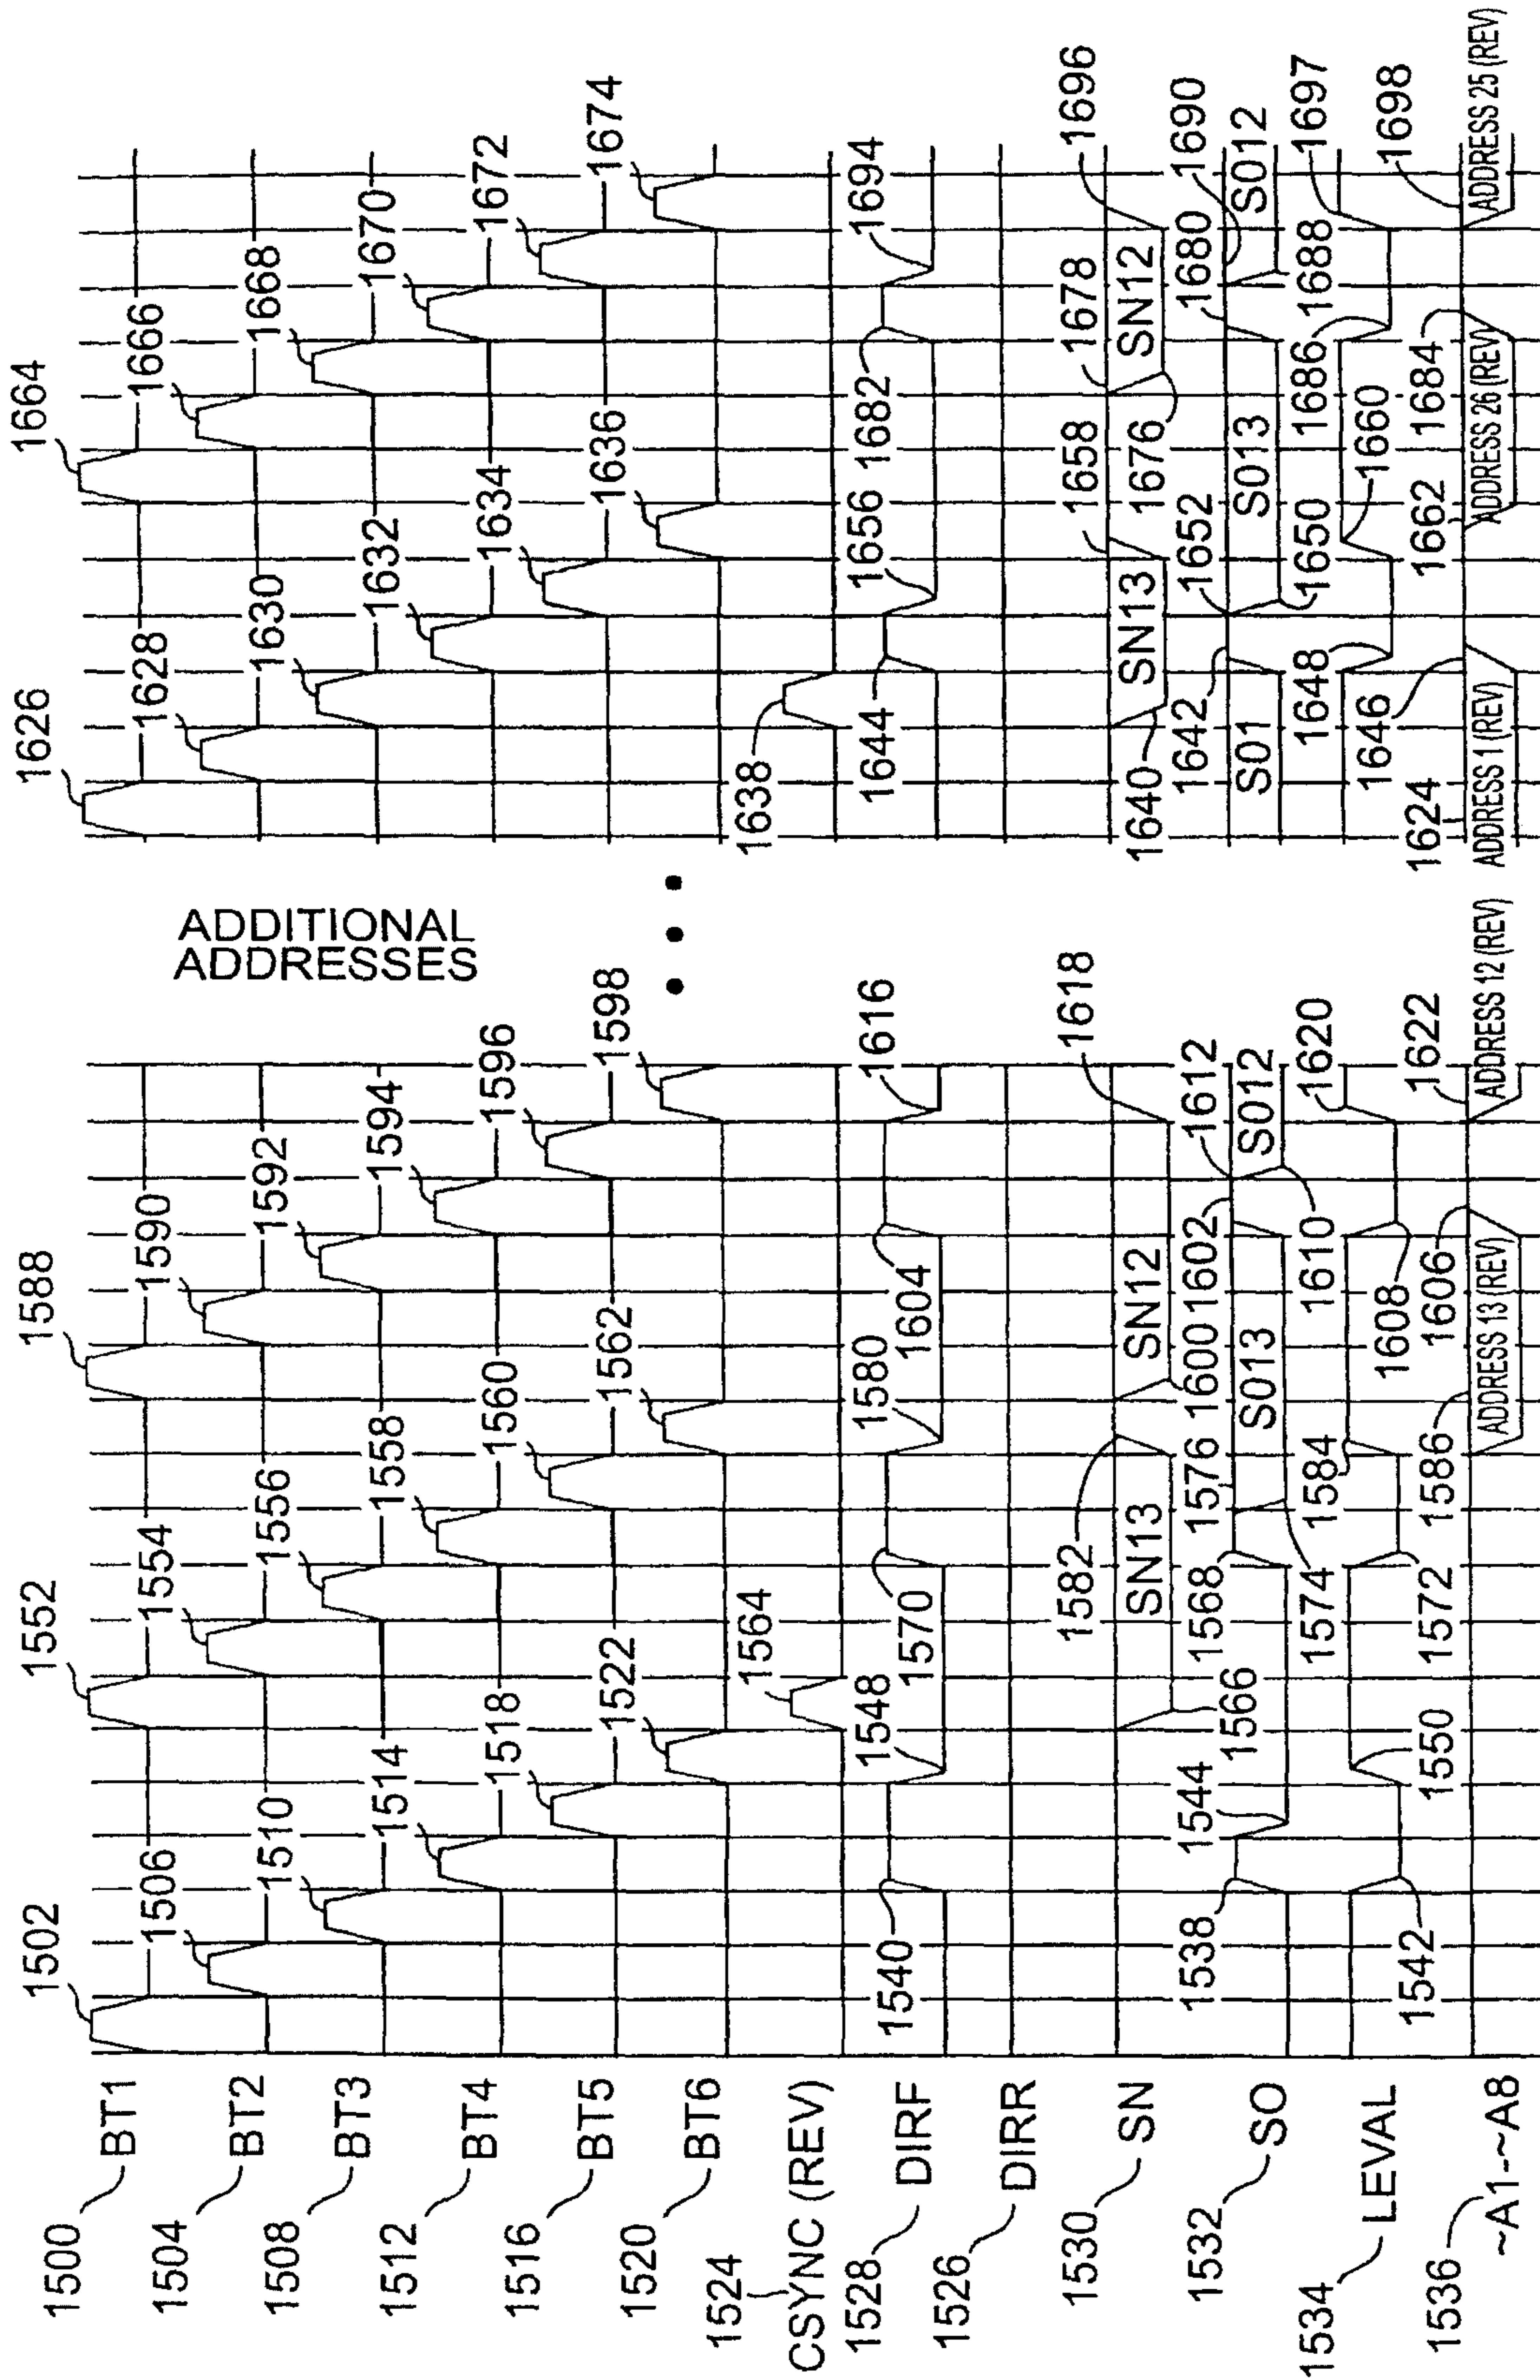 1500 BT1
1502
1506
1552
1554
1588
1590
1626
1628
1664
1666
1504 BT2
1510
1556
1592
ADDITIONAL
ADDRESSES
1630
1668
1508 BT3
1514
1558
1594
1632
1670
1512 BT4
1518
1560
1596
1634
1672
1516 BT5
1522
1562
1598
1636
1674
1520 BT6
1524
CSYNC (REV)
1564
1638
1528 DIRF
1540
1548
1570
1580
1604
1616
1644
1656
1682
1694
1526 DIRR
1530 SN
1566
SN13
1582
1600
SN12
1618
1640
SN13
1658
1676
1678
SN12
1696
1532 SO
1538
1544
1568
1574
1576
S013
1602
1610
1612
S012
S01
1642
1650
1652
S013
1680
1690
S012
1534 LEVAL
1542
1550
1572
1584
1608
1620
1648
1660
1686
1688
1697
1536 ~A1-~A8
1586
ADDRESS 13 (REV)
1606
1622
ADDRESS 12 (REV)
1624
ADDRESS 1 (REV)
1646
1662
ADDRESS 26 (REV)
1684
1698
ADDRESS 25 (REV)